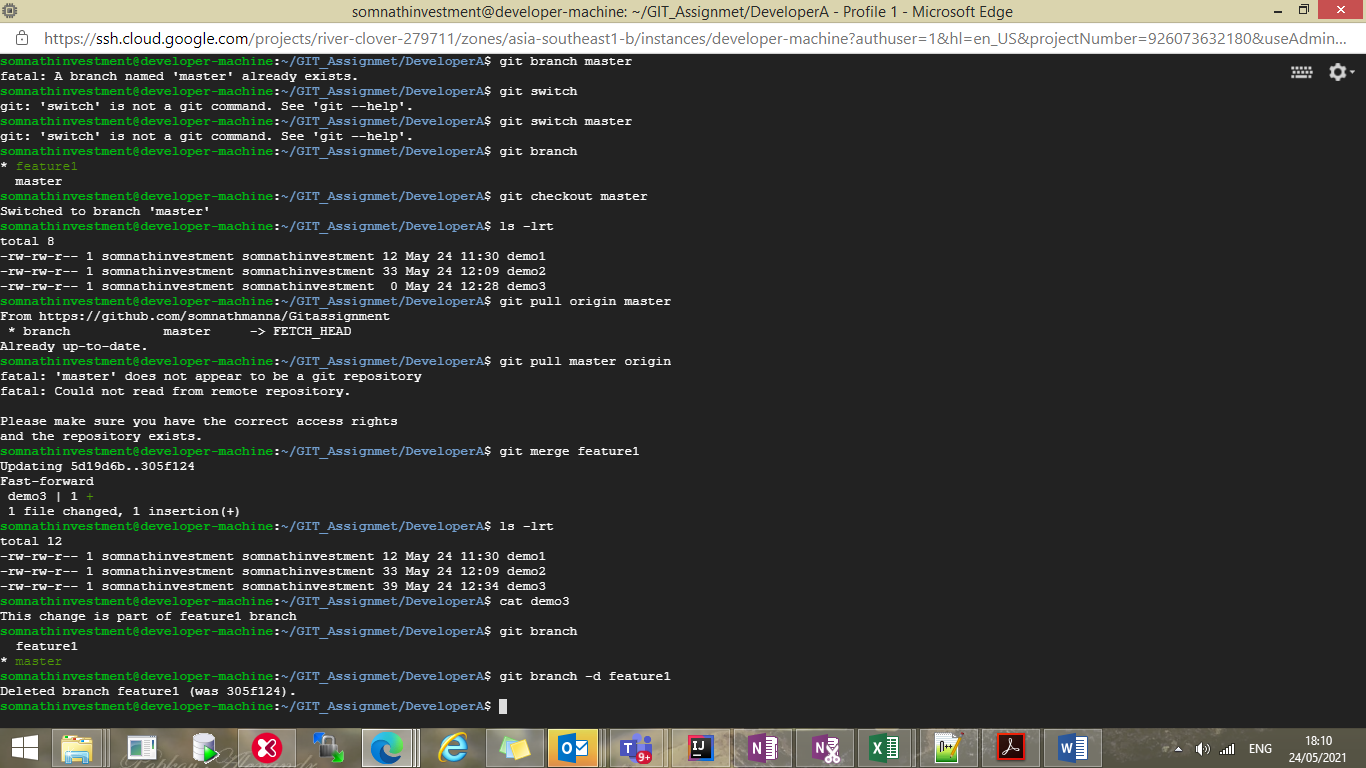 somnathinvestment@developer-machine: ~/GIT_Assignmet/DeveloperA - Profile 1 - Microsoft Edge
https://ssh.cloud.google.com/projects/river-clover-279711/zones/asia-southeast1-b/instances/developer-machine?authuser=1&hl=en_US&projectNumber=926073632180&useAdmin...
somnathinvestment@developer-machine:~/GIT_Assignmet/DeveloperA$ git branch master
fatal: A branch named 'master' already exists.
somnathinvestment@developer-machine:~/GIT_Assignmet/DeveloperA$ git switch
git: 'switch' is not a git command. See 'git --help'.
somnathinvestment@developer-machine:~/GIT_Assignmet/DeveloperA$ git switch master
git: 'switch' is not a git command. See 'git --help'.
somnathinvestment@developer-machine:~/GIT_Assignmet/DeveloperA$ git branch
* feature1
  master
somnathinvestment@developer-machine:~/GIT_Assignmet/DeveloperA$ git checkout master
Switched to branch 'master'
somnathinvestment@developer-machine:~/GIT_Assignmet/DeveloperA$ ls -lrt
total 8
-rw-rw-r-- 1 somnathinvestment somnathinvestment 12 May 24 11:30 demo1
-rw-rw-r-- 1 somnathinvestment somnathinvestment 33 May 24 12:09 demo2
-rw-rw-r-- 1 somnathinvestment somnathinvestment  0 May 24 12:28 demo3
somnathinvestment@developer-machine:~/GIT_Assignmet/DeveloperA$ git pull origin master
From https://github.com/somnathmanna/Gitassignment
 * branch            master     -> FETCH_HEAD
Already up-to-date.
somnathinvestment@developer-machine:~/GIT_Assignmet/DeveloperA$ git pull master origin
fatal: 'master' does not appear to be a git repository
fatal: Could not read from remote repository.
Please make sure you have the correct access rights
and the repository exists.
somnathinvestment@developer-machine:~/GIT_Assignmet/DeveloperA$ git merge feature1
Updating 5d19d6b..305f124
Fast-forward
 demo3 | 1 +
 1 file changed, 1 insertion(+)
somnathinvestment@developer-machine:~/GIT_Assignmet/DeveloperA$ ls -lrt
total 12
-rw-rw-r-- 1 somnathinvestment somnathinvestment 12 May 24 11:30 demo1
-rw-rw-r-- 1 somnathinvestment somnathinvestment 33 May 24 12:09 demo2
-rw-rw-r-- 1 somnathinvestment somnathinvestment 39 May 24 12:34 demo3
somnathinvestment@developer-machine:~/GIT_Assignmet/DeveloperA$ cat demo3
This change is part of feature1 branch
somnathinvestment@developer-machine:~/GIT_Assignmet/DeveloperA$ git branch
  feature1
* master
somnathinvestment@developer-machine:~/GIT_Assignmet/DeveloperA$ git branch -d feature1
Deleted branch feature1 (was 305f124).
somnathinvestment@developer-machine:~/GIT_Assignmet/DeveloperA$
9+
ENG
18:10
24/05/2021